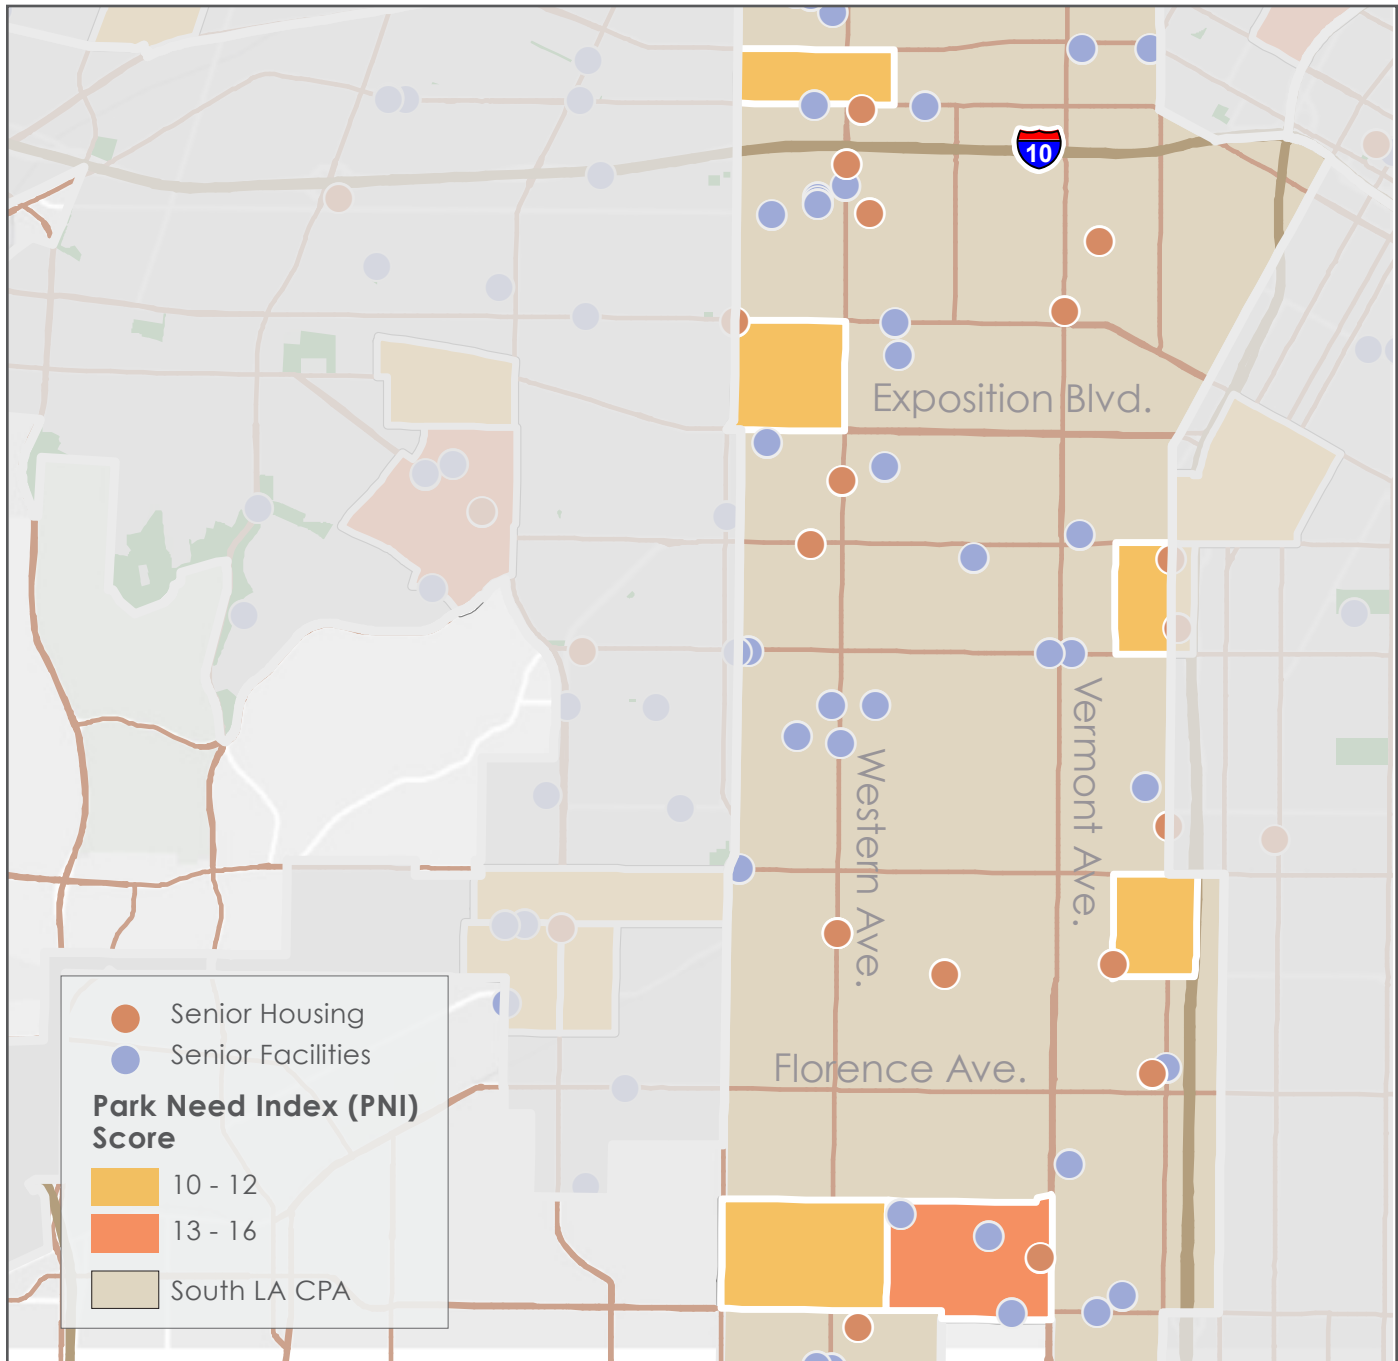 10
Exposition Blvd.
Vermont Ave.
Western Ave.
Florence Ave.
Senior Housing
Senior Facilities
Park Need Index (PNI)
Score
10 - 12
13 - 16
South LA CPA